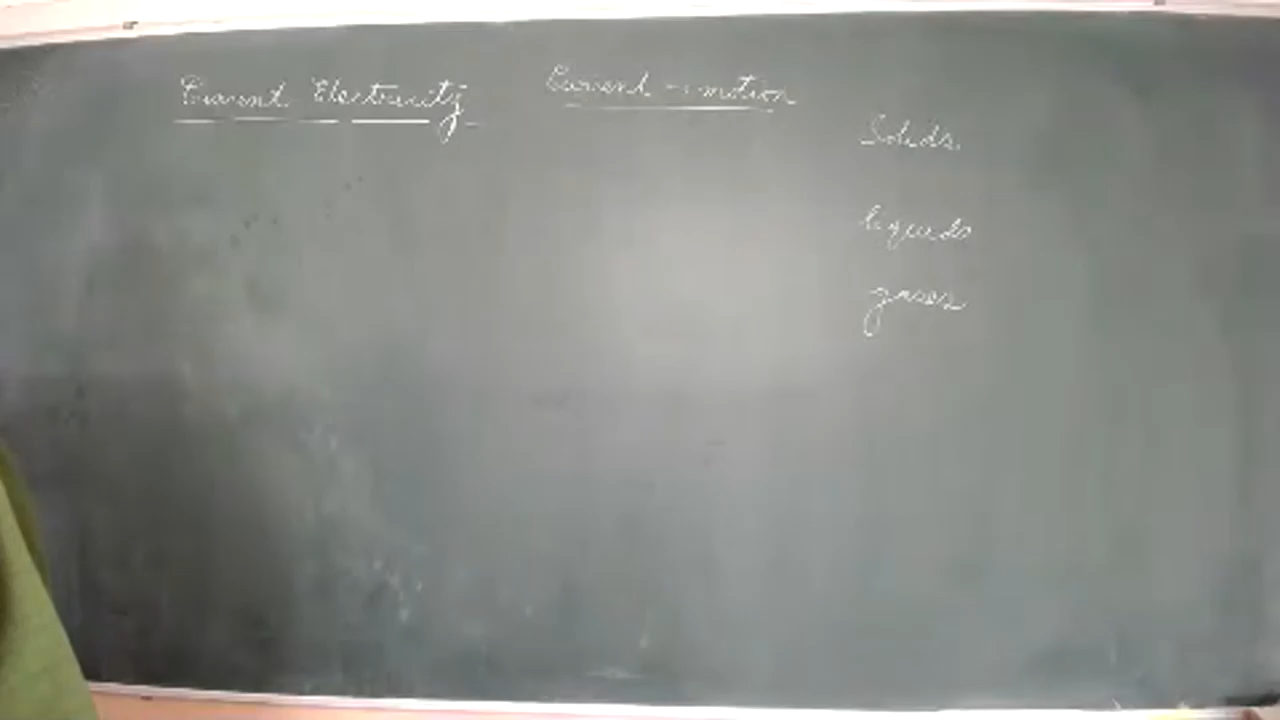 Current Electricity
Current → motion
Solids
liquids
gases